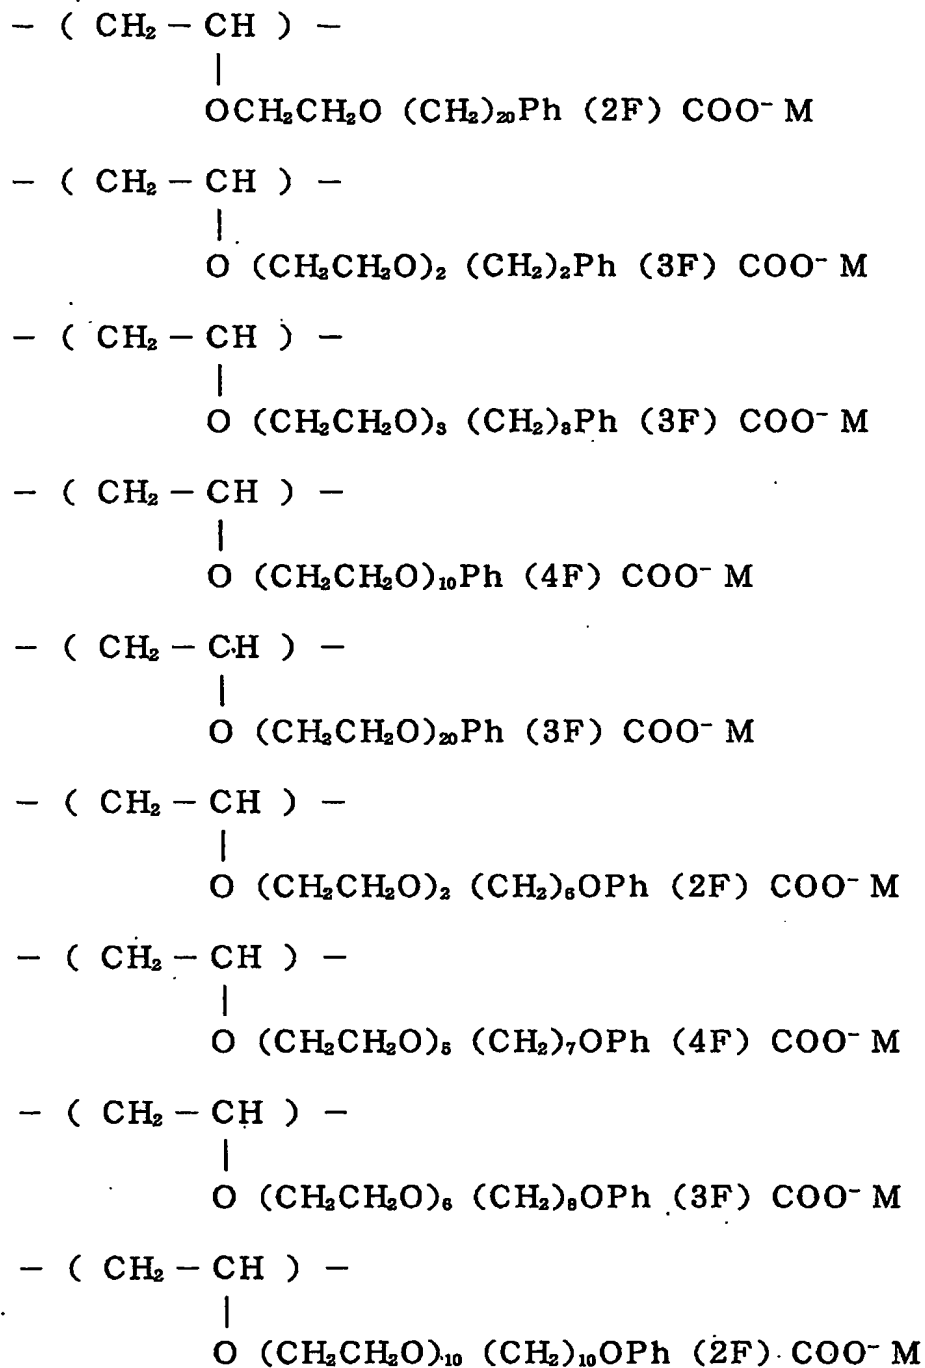 − ( CH₂ − CH ) −
|
OCH₂CH₂O (CH₂)₂₀Ph (2F) COO⁻ M
− ( CH₂ − CH ) −
|
O (CH₂CH₂O)₂ (CH₂)₂Ph (3F) COO⁻ M
− ( CH₂ − CH ) −
|
O (CH₂CH₂O)₃ (CH₂)₃Ph (3F) COO⁻ M
− ( CH₂ − CH ) −
|
O (CH₂CH₂O)₁₀Ph (4F) COO⁻ M
− ( CH₂ − CH ) −
|
O (CH₂CH₂O)₂₀Ph (3F) COO⁻ M
− ( CH₂ − CH ) −
|
O (CH₂CH₂O)₂ (CH₂)₆OPh (2F) COO⁻ M
− ( CH₂ − CH ) −
|
O (CH₂CH₂O)₅ (CH₂)₇OPh (4F) COO⁻ M
− ( CH₂ − CH ) −
|
O (CH₂CH₂O)₆ (CH₂)₈OPh (3F) COO⁻ M
− ( CH₂ − CH ) −
|
O (CH₂CH₂O)₁₀ (CH₂)₁₀OPh (2F) COO⁻ M